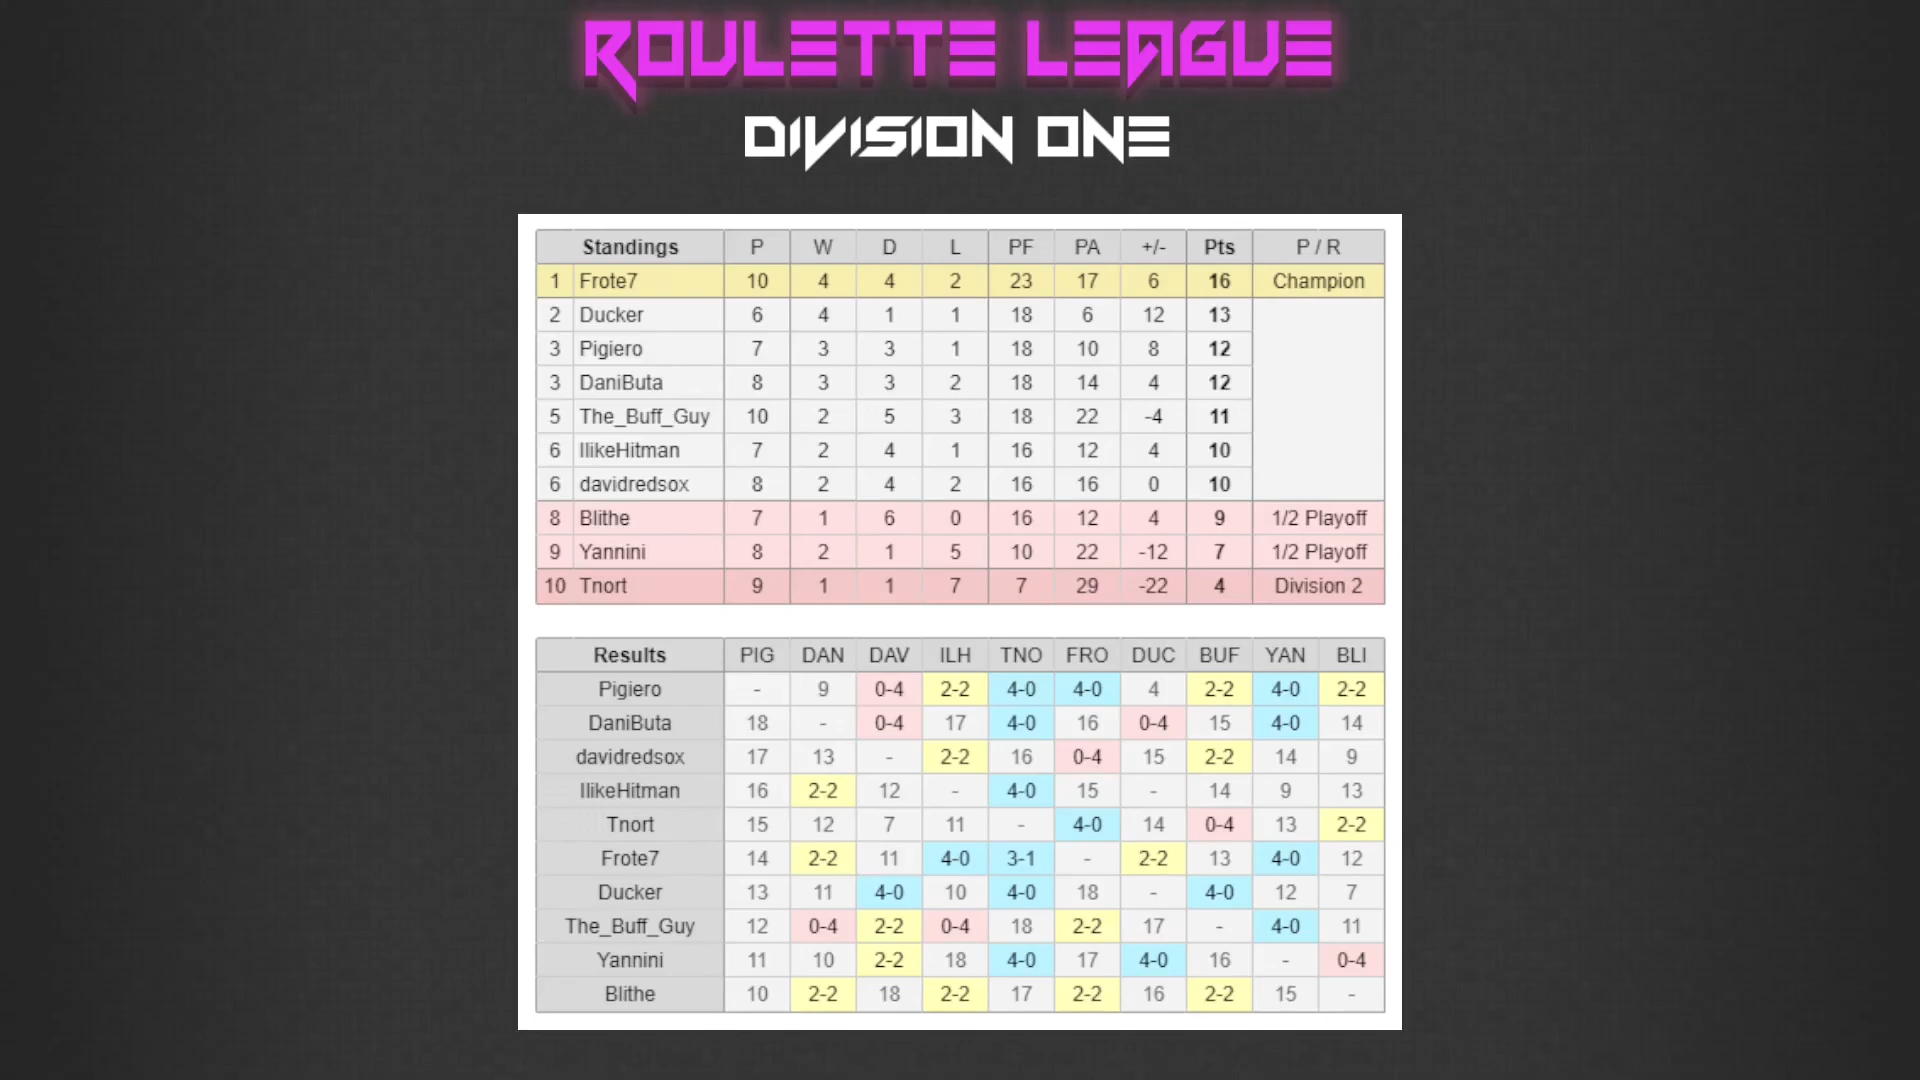 ROULETTE LEAGUE
DIVISION ONE
Standings P W D L PF PA +/- Pts P / R
1 Frote7 10 4 4 2 23 17 6 16 Champion
2 Ducker 6 4 1 1 18 6 12 13
3 Pigiero 7 3 3 1 18 10 8 12
3 DaniButa 8 3 3 2 18 14 4 12
5 The_Buff_Guy 10 2 5 3 18 22 -4 11
6 IlikeHitman 7 2 4 1 16 12 4 10
6 davidredsox 8 2 4 2 16 16 0 10
8 Blithe 7 1 6 0 16 12 4 9 1/2 Playoff
9 Yannini 8 2 1 5 10 22 -12 7 1/2 Playoff
10 Tnort 9 1 1 7 7 29 -22 4 Division 2
Results PIG DAN DAV ILH TNO FRO DUC BUF YAN BLI
Pigiero - 9 0-4 2-2 4-0 4-0 4 2-2 4-0 2-2
DaniButa 18 - 0-4 17 4-0 16 0-4 15 4-0 14
davidredsox 17 13 - 2-2 16 0-4 15 2-2 14 9
IlikeHitman 16 2-2 12 - 4-0 15 - 14 9 13
Tnort 15 12 7 11 - 4-0 14 0-4 13 2-2
Frote7 14 2-2 11 4-0 3-1 - 2-2 13 4-0 12
Ducker 13 11 4-0 10 4-0 18 - 4-0 12 7
The_Buff_Guy 12 0-4 2-2 0-4 18 2-2 17 - 4-0 11
Yannini 11 10 2-2 18 4-0 17 4-0 16 - 0-4
Blithe 10 2-2 18 2-2 17 2-2 16 2-2 15 -